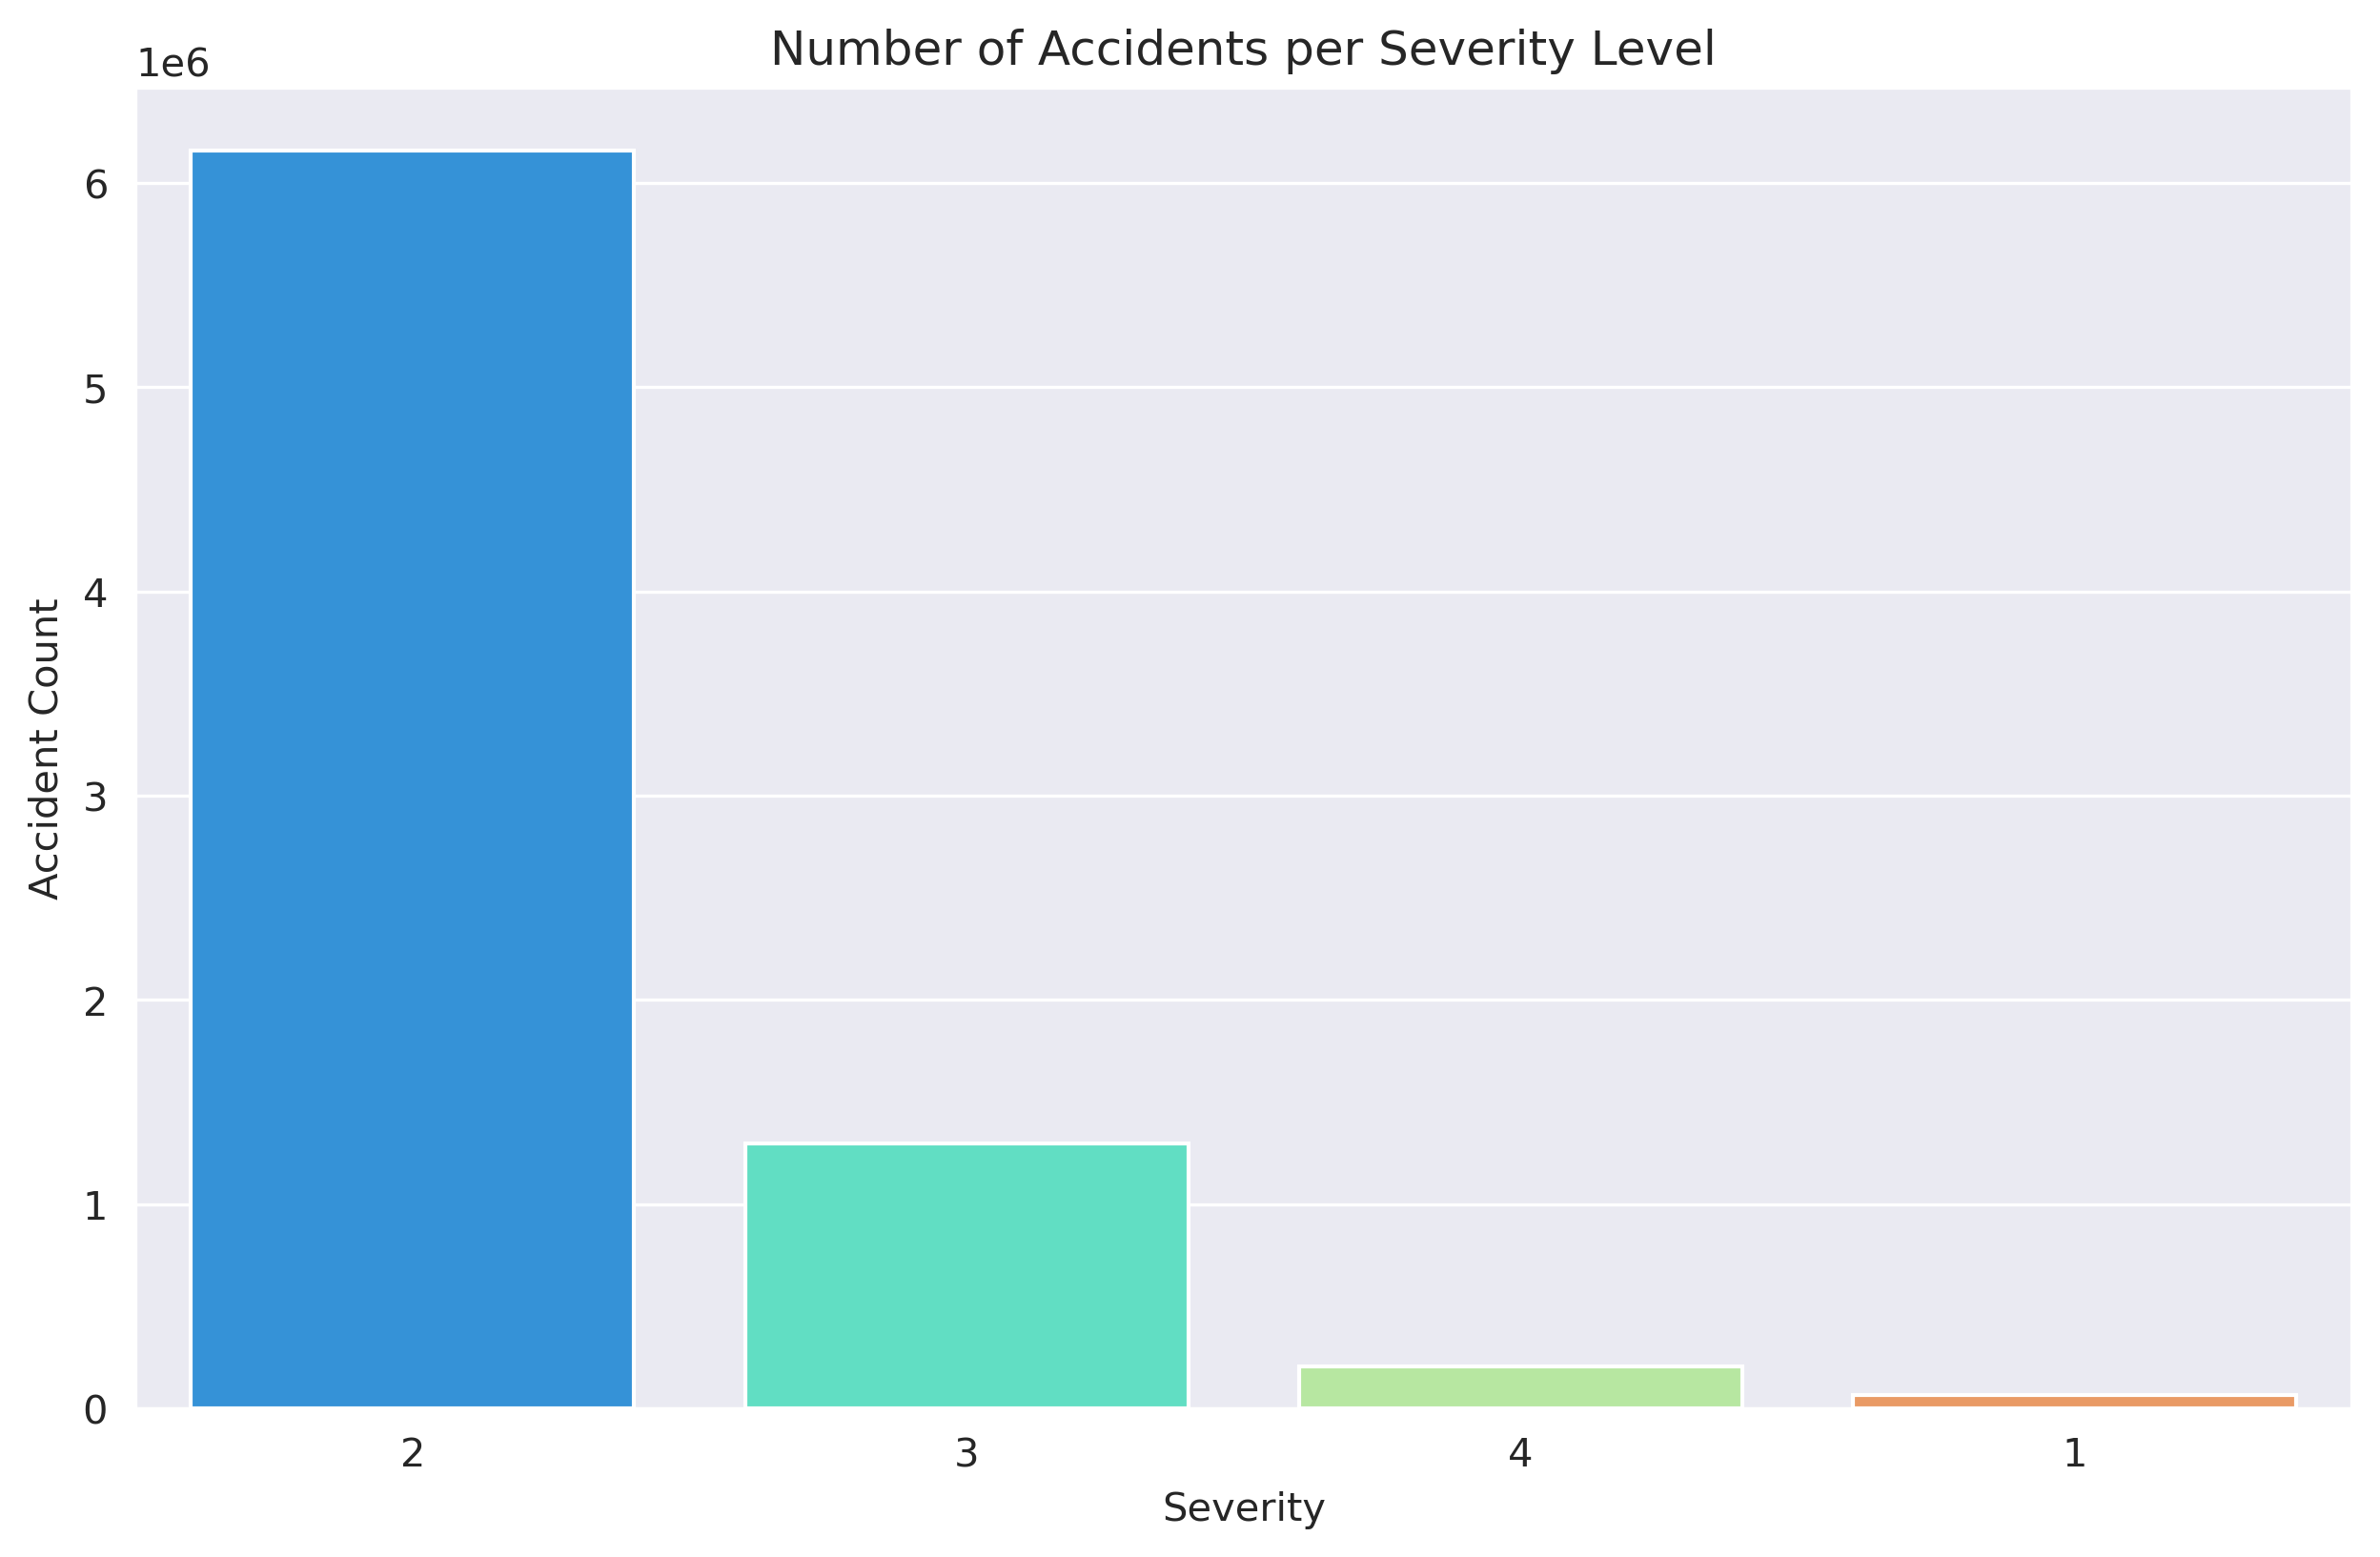 Number of Accidents per Severity Level
1e6
6
5
4
3
2
1
0
Accident Count
2 3 4 1
Severity